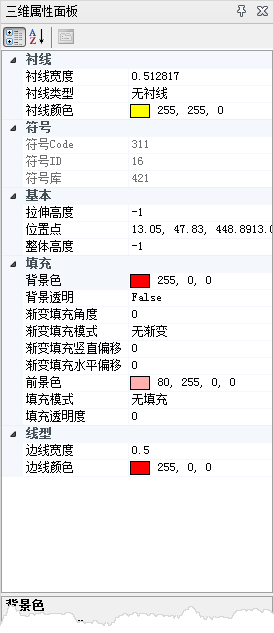 三维属性面板
衬线
衬线宽度 0.512817
衬线类型 无衬线
衬线颜色 255, 255, 0
符号
符号Code 311
符号ID 16
符号库 421
基本
拉伸高度 -1
位置点 13.05, 47.83, 448.8913.0
整体高度 -1
填充
背景色 255, 0, 0
背景透明 False
渐变填充角度 0
渐变填充模式 无渐变
渐变填充竖直偏移 0
渐变填充水平偏移 0
前景色 80, 255, 0, 0
填充模式 无填充
填充透明度 0
线型
边线宽度 0.5
边线颜色 255, 0, 0
背景色